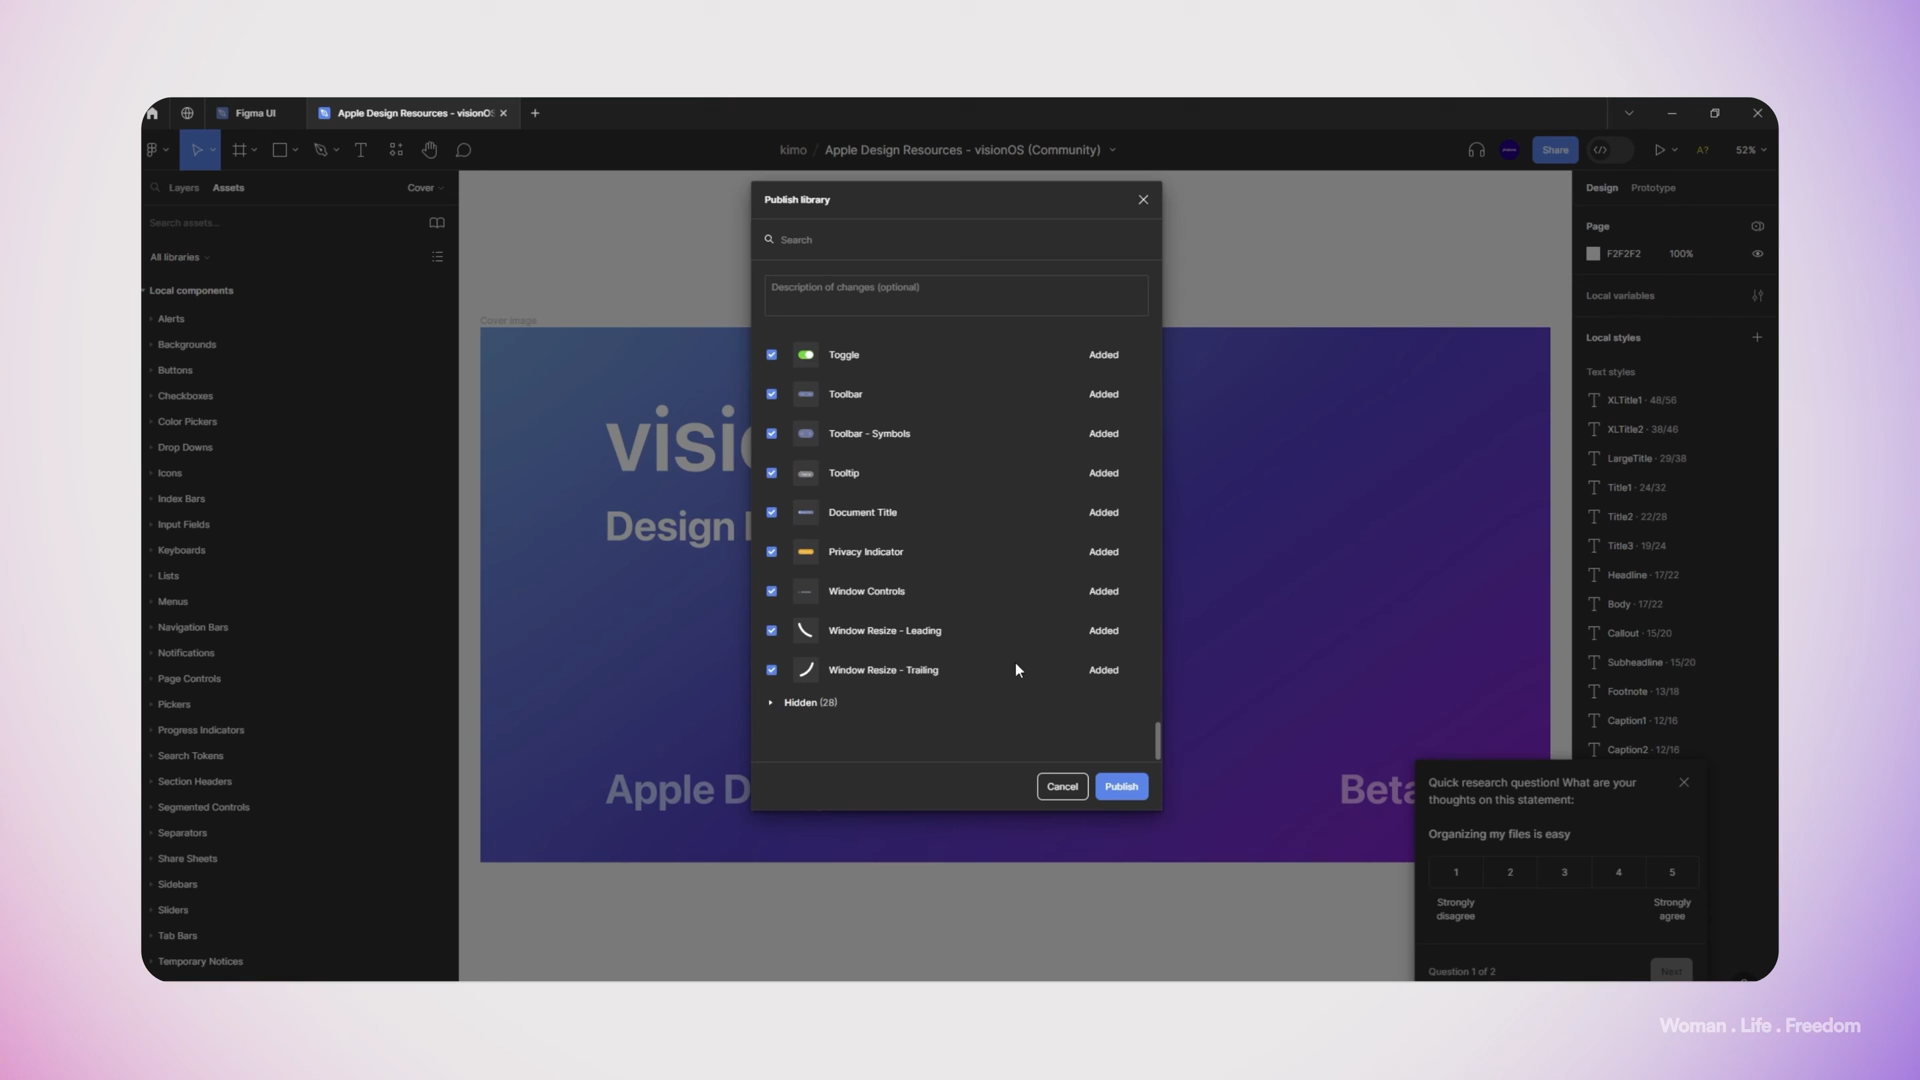 Figma UI
Apple Design Resources - visionOS
kimo / Apple Design Resources - visionOS (Community)
Share
A?
52%
Layers
Assets
Cover
Search assets...
All libraries
Local components
Alerts
Backgrounds
Buttons
Checkboxes
Color Pickers
Drop Downs
Icons
Index Bars
Input Fields
Keyboards
Lists
Menus
Navigation Bars
Notifications
Page Controls
Pickers
Progress Indicators
Search Tokens
Section Headers
Segmented Controls
Separators
Share Sheets
Sidebars
Sliders
Tab Bars
Temporary Notices
Cover image
Design
Apple D
Beta
Publish library
Search
Description of changes (optional)
Toggle Added
Toolbar Added
Toolbar - Symbols Added
Tooltip Added
Document Title Added
Privacy Indicator Added
Window Controls Added
Window Resize - Leading Added
Window Resize - Trailing Added
Hidden (28)
Cancel
Publish
Design
Prototype
Page
F2F2F2 100%
Local variables
Local styles
Text styles
XLTitle1 · 48/56
XLTitle2 · 38/46
LargeTitle · 29/38
Title1 · 24/32
Title2 · 22/28
Title3 · 19/24
Headline · 17/22
Body · 17/22
Callout · 15/20
Subheadline · 15/20
Footnote · 13/18
Caption1 · 12/16
Caption2 · 12/16
Quick research question! What are your
thoughts on this statement:
Organizing my files is easy
1 2 3 4 5
Strongly disagree
Strongly agree
Question 1 of 2
Next
Woman . Life . Freedom